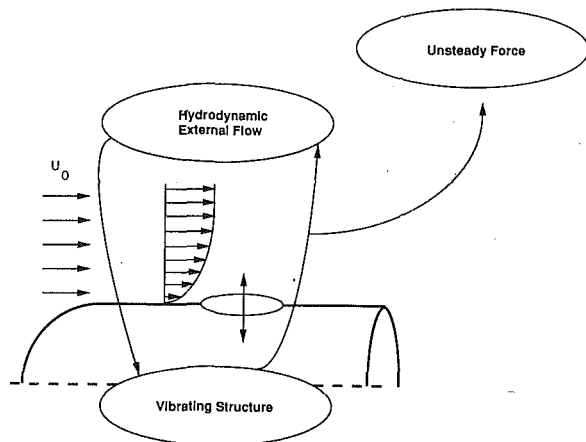 Unsteady Force
Hydrodynamic
External Flow
U0
Vibrating Structure